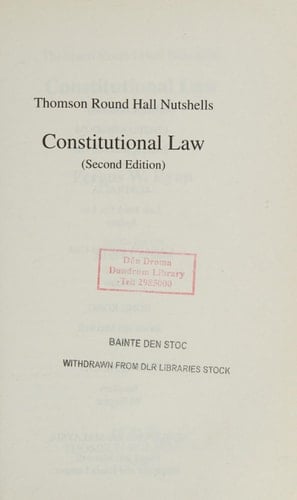 Thomson Round Hall Nutshells
Constitutional Law
(Second Edition)
Dún Droma
Dundrum Library
Tel: 2985000
BAINTE DEN STOC
WITHDRAWN FROM DLR LIBRARIES STOCK